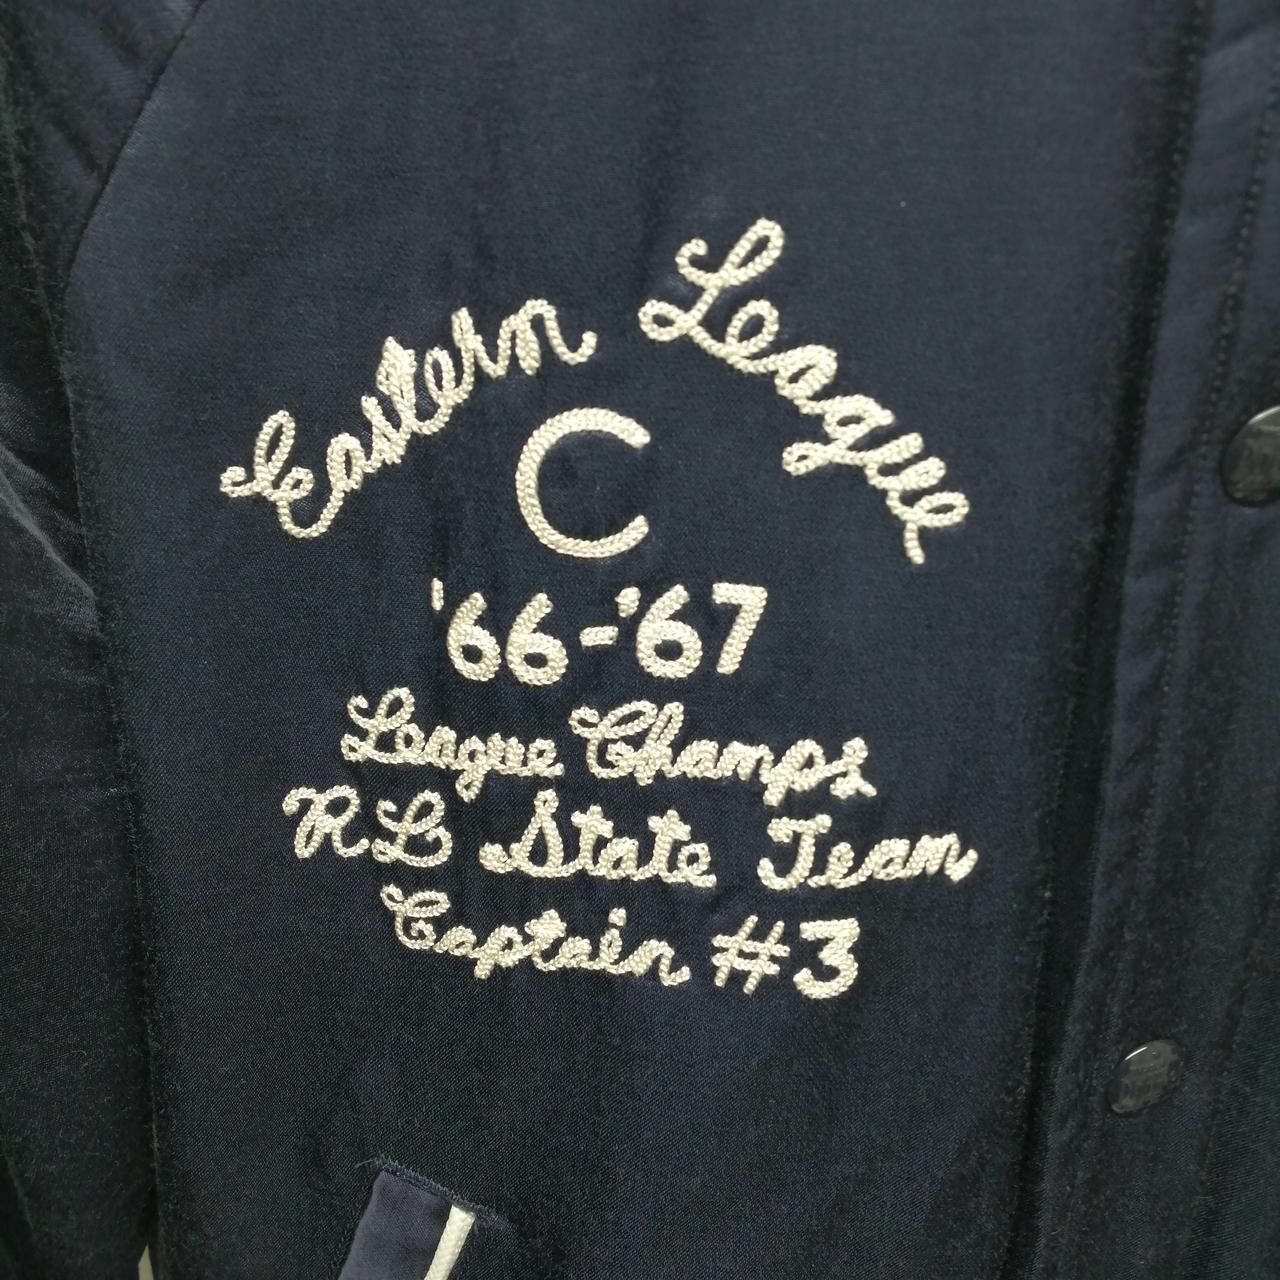 Eastern League
C
'66-'67
League Champs
RL State Team
Captain #3